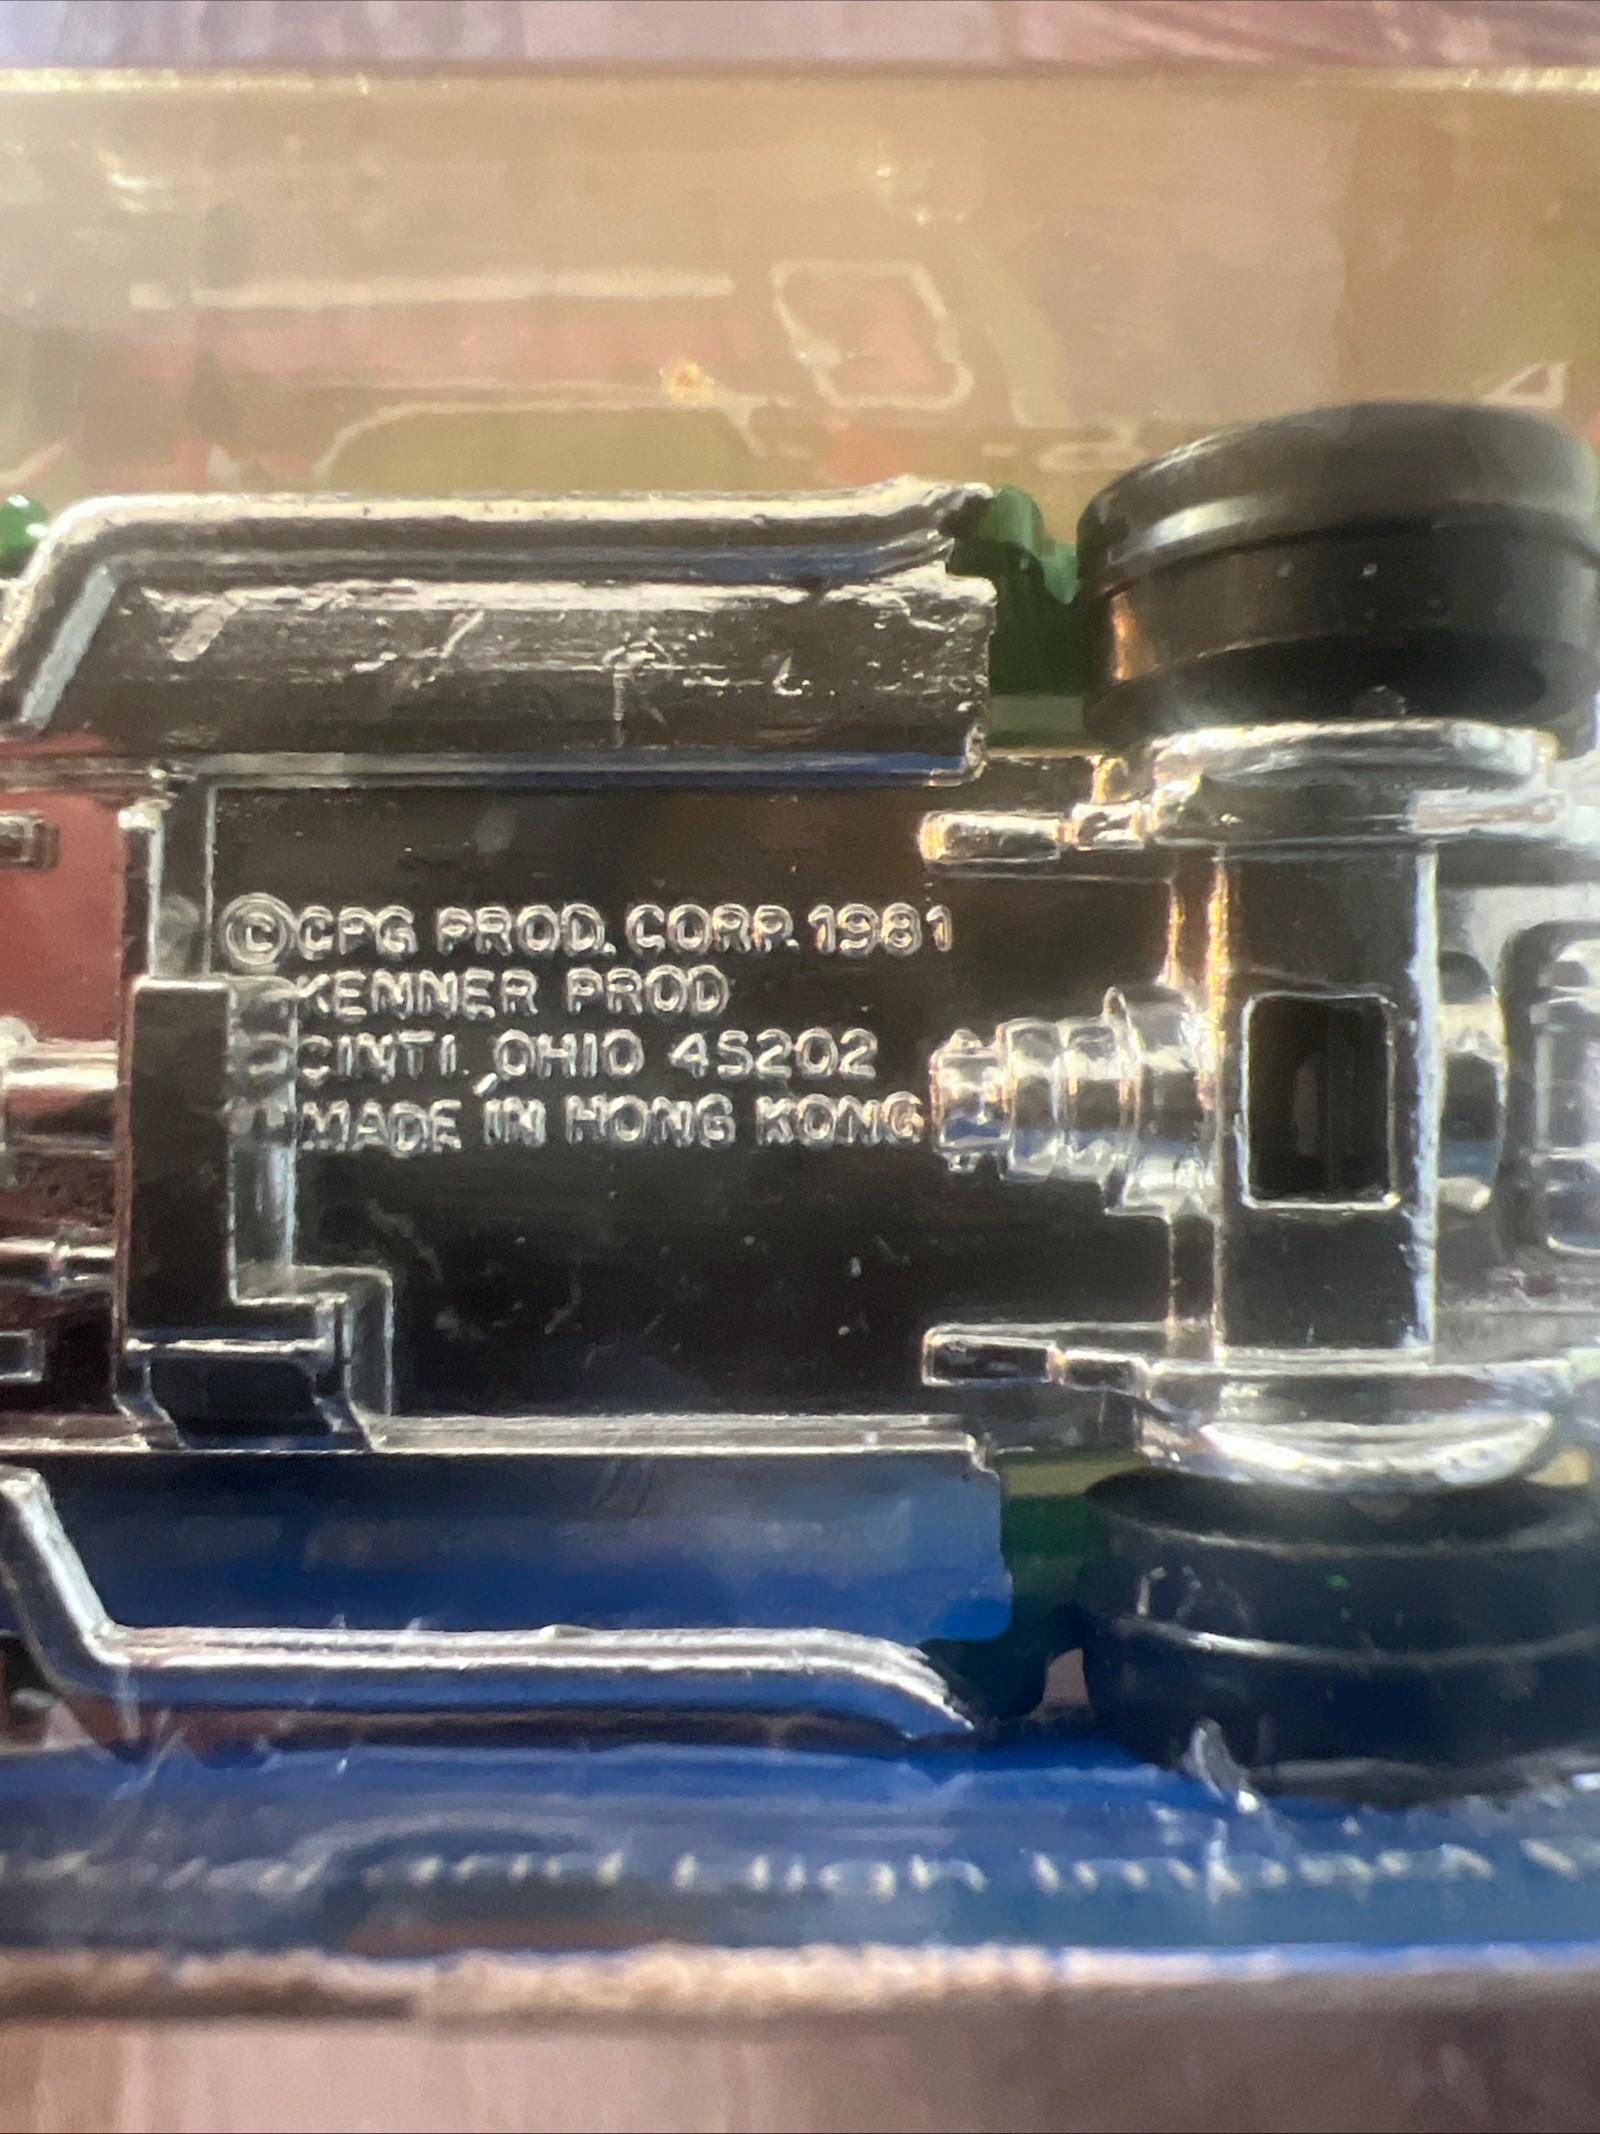 ©CPG PROD. CORP. 1981
KENNER PROD
CINTI. OHIO 45202
MADE IN HONG KONG